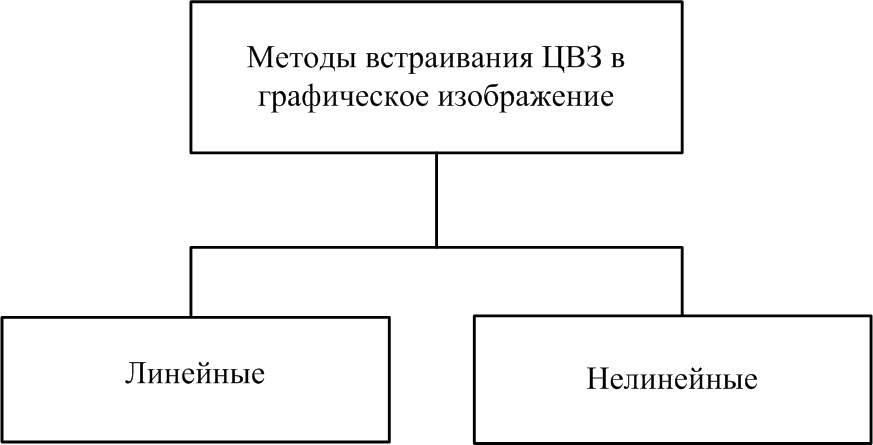 Методы встраивания ЦВЗ в
графическое изображение
Линейные
Нелинейные